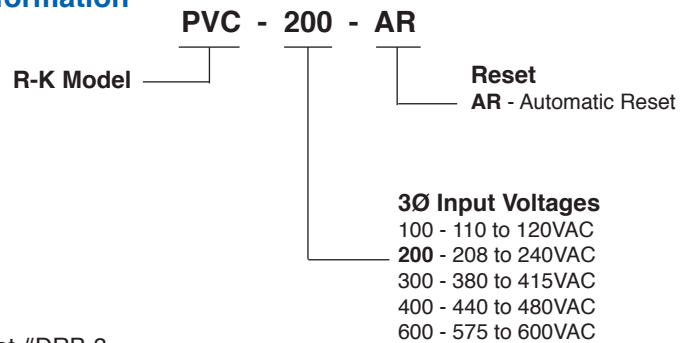 PVC - 200 - AR
R-K Model
Reset
AR - Automatic Reset
3Ø Input Voltages
100 - 110 to 120VAC
200 - 208 to 240VAC
300 - 380 to 415VAC
400 - 440 to 480VAC
600 - 575 to 600VAC